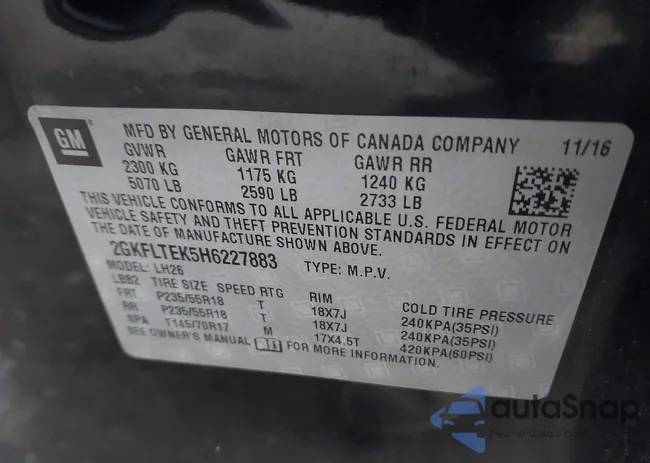 GM
MFD BY GENERAL MOTORS OF CANADA COMPANY 11/16
GVWR GAWR FRT GAWR RR
2300 KG 1175 KG 1240 KG
5070 LB 2590 LB 2733 LB
THIS VEHICLE CONFORMS TO ALL APPLICABLE U.S. FEDERAL MOTOR
VEHICLE SAFETY AND THEFT PREVENTION STANDARDS IN EFFECT ON
THE DATE OF MANUFACTURE SHOWN ABOVE.
2GKFLTEK5H6227883 TYPE: M.P.V.
MODEL: LH26
LBB2 TIRE SIZE SPEED RTG RIM COLD TIRE PRESSURE
FRT P235/55R18 T 18X7J 240KPA(35PSI)
RR P235/55R18 T 18X7J 240KPA(35PSI)
SPA T145/70R17 M 17X4.5T 420KPA(60PSI)
SEE OWNER'S MANUAL FOR MORE INFORMATION.
autoSnap
Pewne auta z